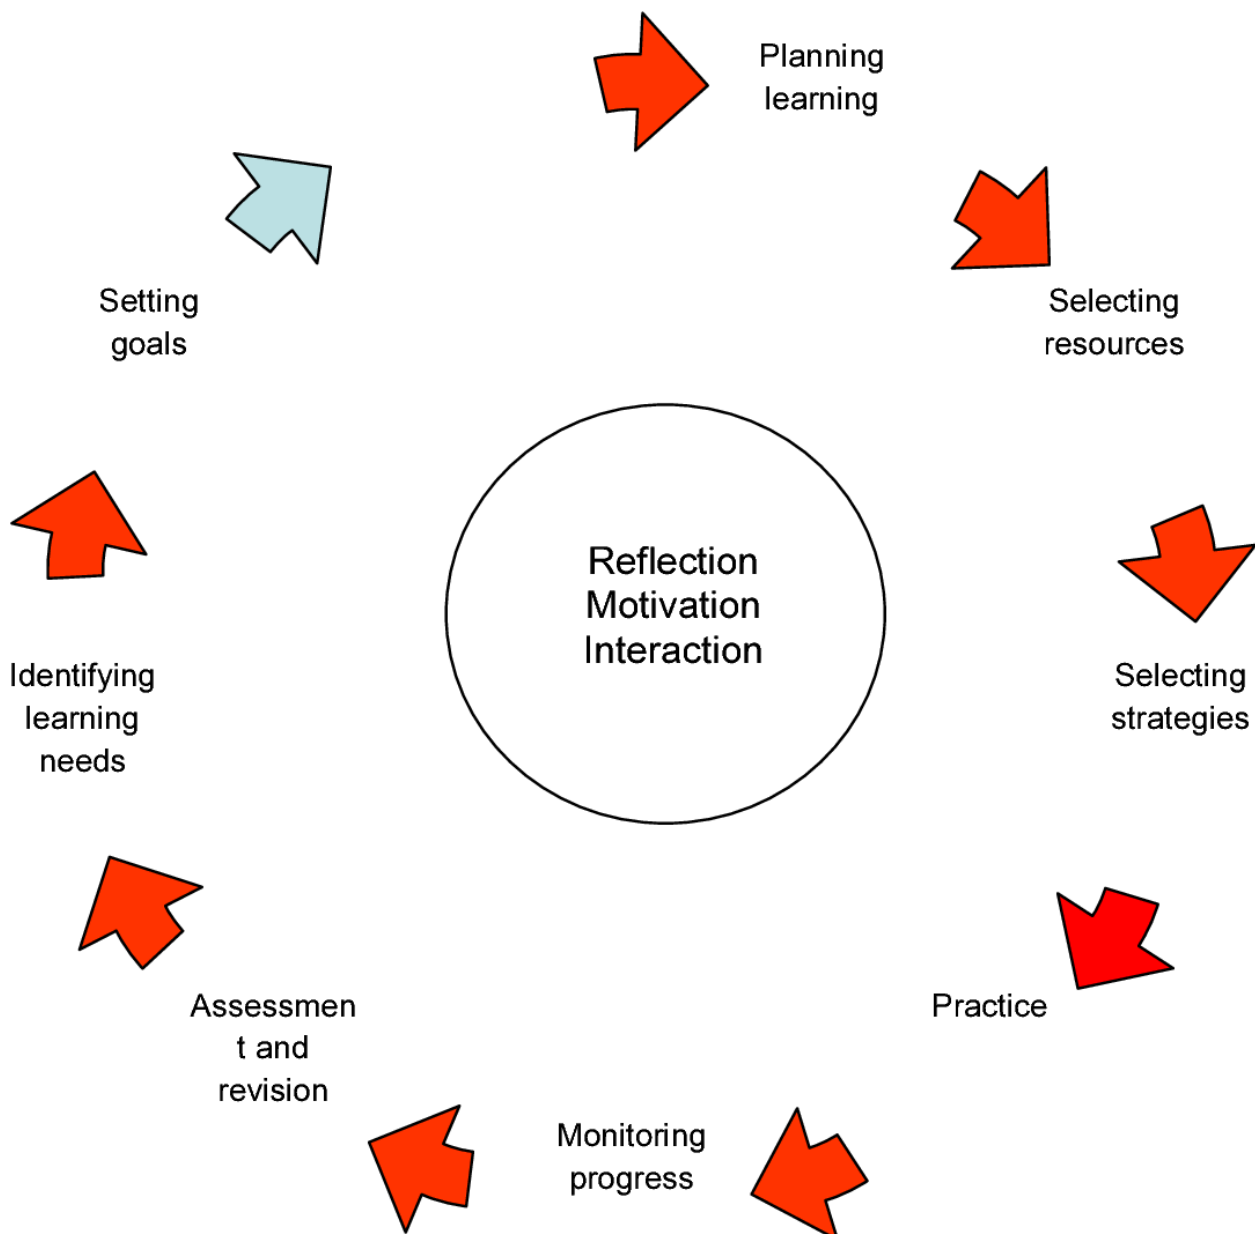 Planning
learning
Selecting
resources
Selecting
strategies
Practice
Monitoring
progress
Assessmen
t and
revision
Identifying
learning
needs
Setting
goals
Reflection
Motivation
Interaction